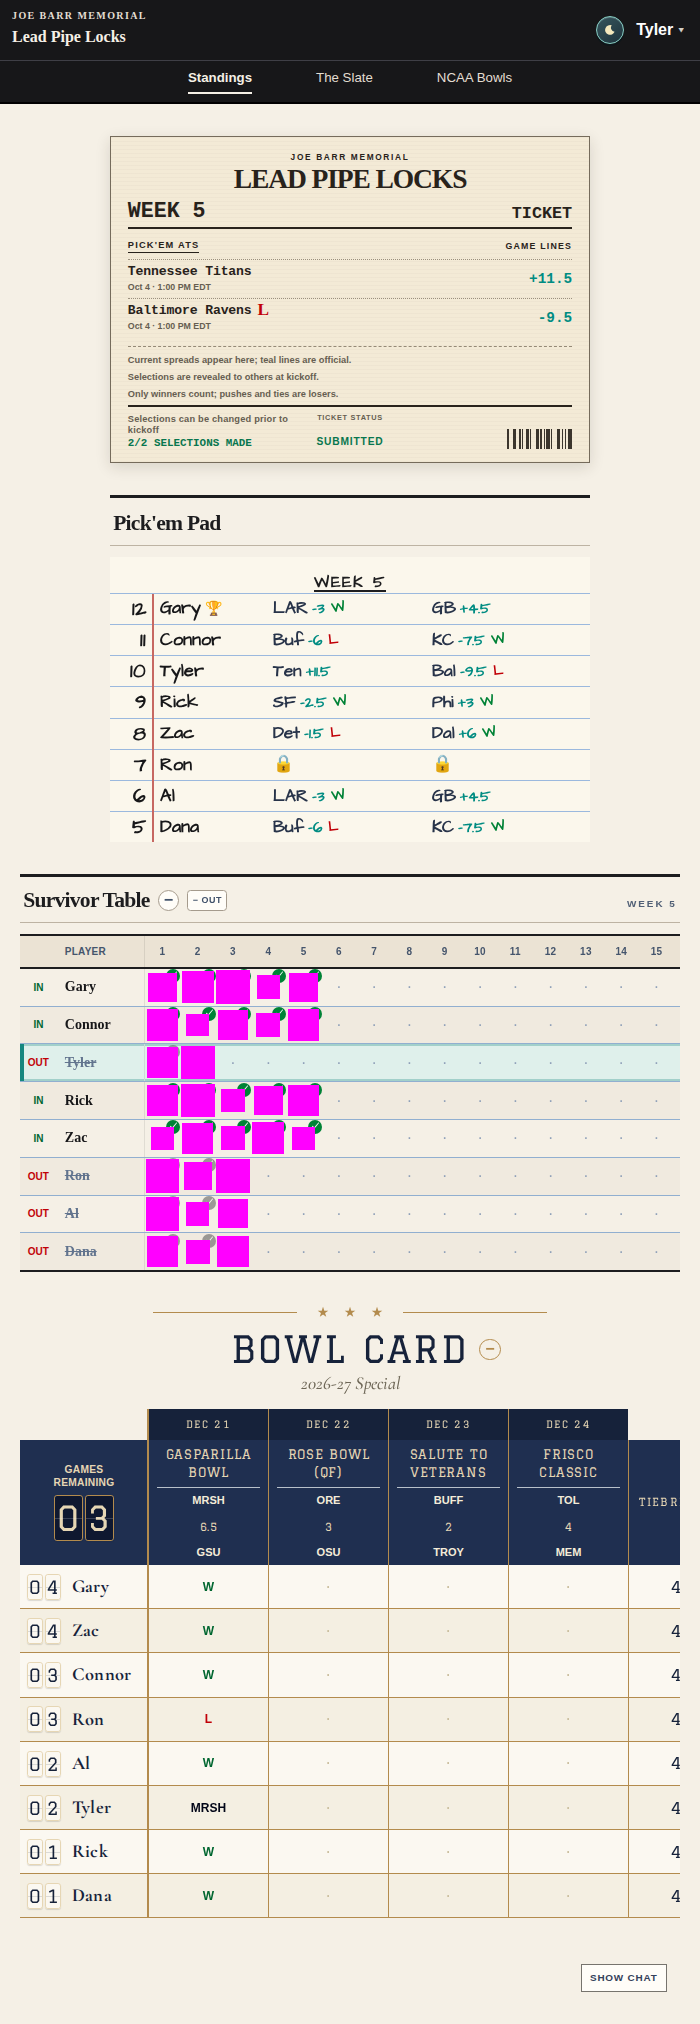 JOE BARR MEMORIAL
Lead Pipe Locks
Tyler
Standings The Slate NCAA Bowls
JOE BARR MEMORIAL
LEAD PIPE LOCKS
WEEK 5 TICKET
PICK'EM ATS GAME LINES
Tennessee Titans +11.5
Oct 4 · 1:00 PM EDT
Baltimore Ravens L -9.5
Oct 4 · 1:00 PM EDT
Current spreads appear here; teal lines are official.
Selections are revealed to others at kickoff.
Only winners count; pushes and ties are losers.
Selections can be changed prior to kickoff
2/2 SELECTIONS MADE
TICKET STATUS
SUBMITTED
Pick'em Pad
WEEK 5
12 Gary 🏆 LAR -3 W GB +4.5
11 Connor Buf -6 L KC -7.5 W
10 Tyler Ten +11.5 Bal -9.5 L
9 Rick SF -2.5 W Phi +3 W
8 Zac Det -1.5 L Dal +6 W
7 Ron 🔒 🔒
6 Al LAR -3 W GB +4.5
5 Dana Buf -6 L KC -7.5 W
Survivor Table − − OUT WEEK 5
PLAYER 1 2 3 4 5 6 7 8 9 10 11 12 13 14 15
IN Gary
IN Connor
OUT Tyler
IN Rick
IN Zac
OUT Ron
OUT Al
OUT Dana
★ ★ ★
BOWL CARD −
2026-27 Special
DEC 21 DEC 22 DEC 23 DEC 24
GAMES REMAINING
03
GASPARILLA BOWL ROSE BOWL (QF) SALUTE TO VETERANS FRISCO CLASSIC
MRSH ORE BUFF TOL
6.5 3 2 4
GSU OSU TROY MEM
TIEBR
04 Gary W · · · 4
04 Zac W · · · 4
03 Connor W · · · 4
03 Ron L · · · 4
02 Al W · · · 4
02 Tyler MRSH · · · 4
01 Rick W · · · 4
01 Dana W · · · 4
SHOW CHAT